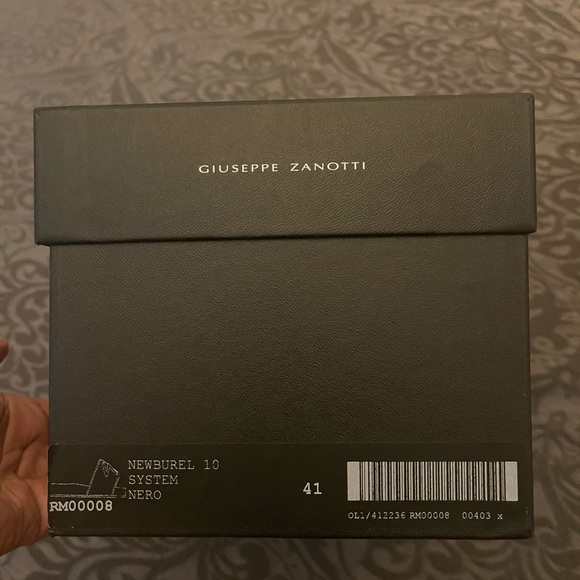 GIUSEPPE ZANOTTI
NEWBUREL 10
SYSTEM
NERO
RM00008
41
OL1/412236 RM00008 00403 x